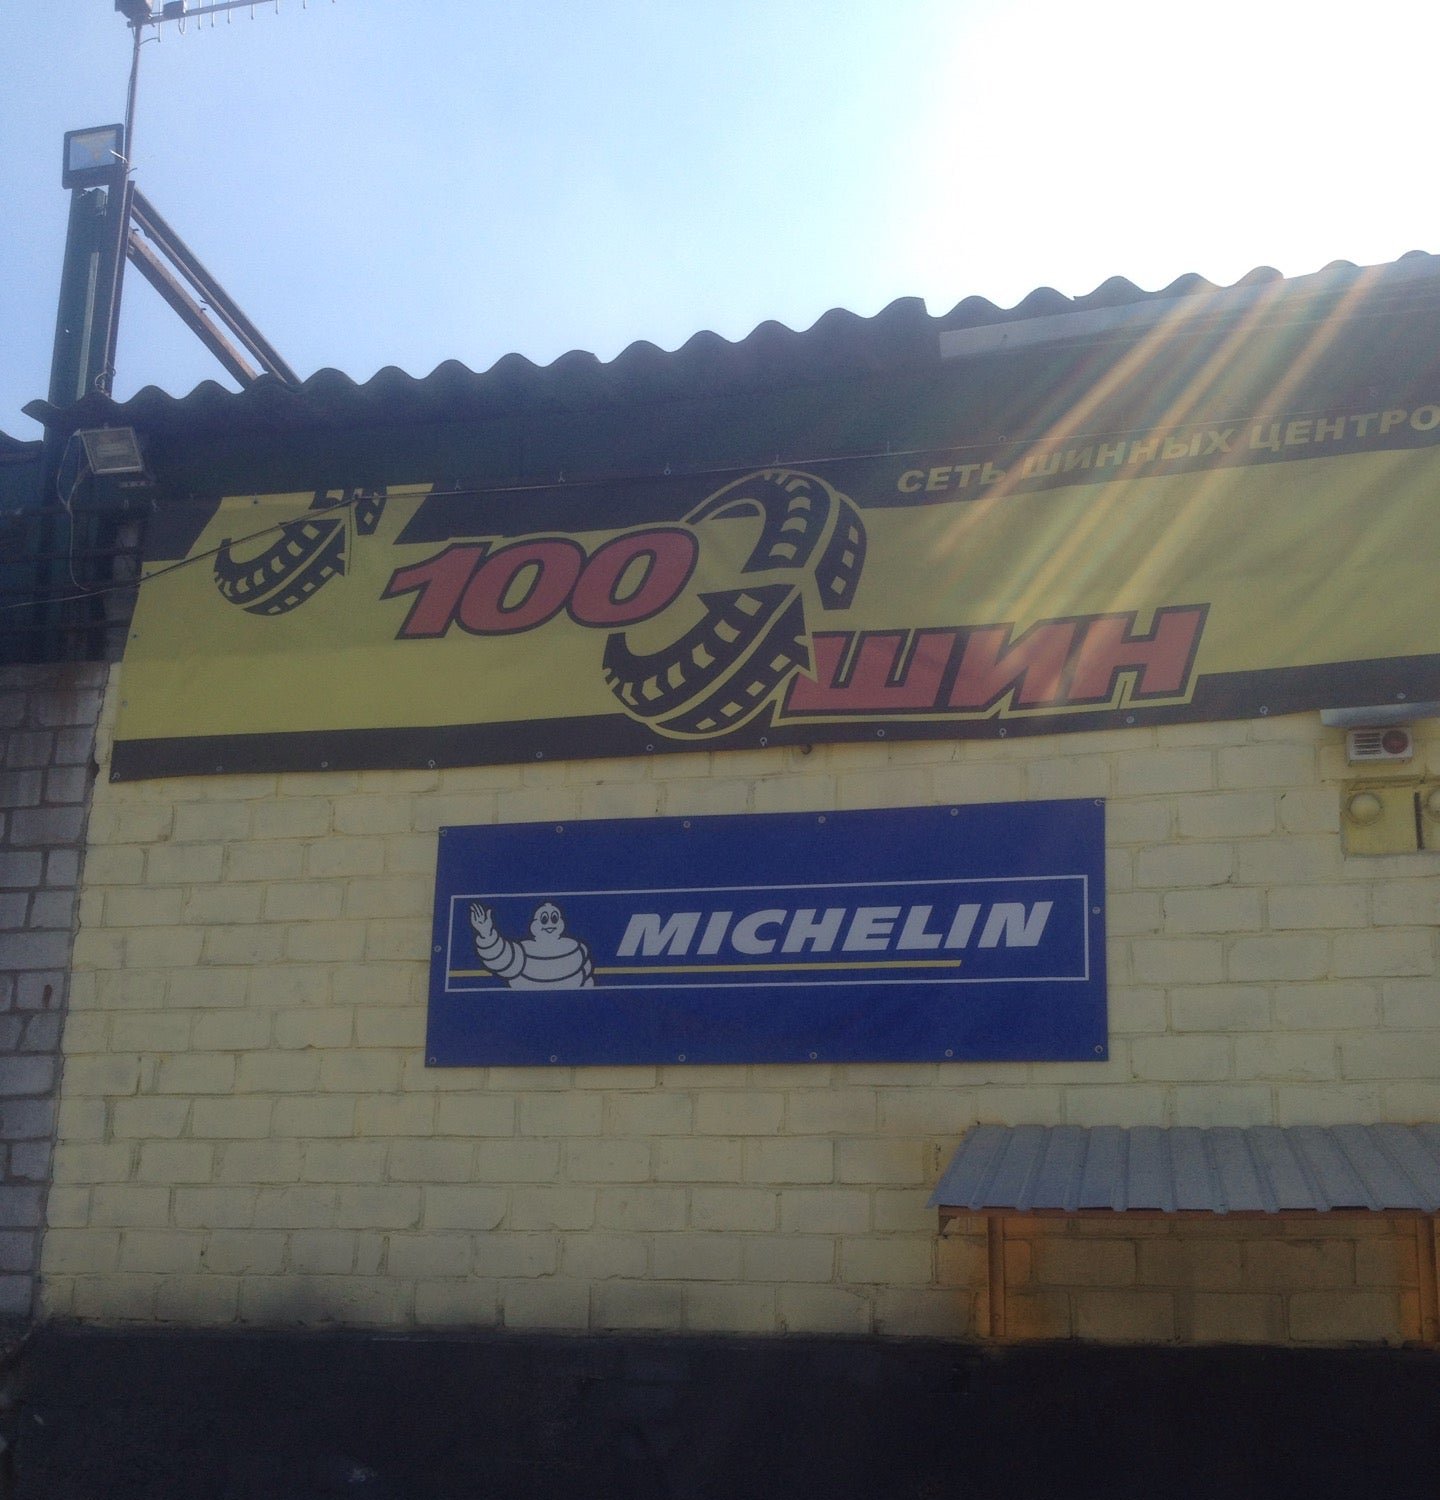 СЕТЬ ШИННЫХ ЦЕНТРО
100
ШИН
MICHELIN